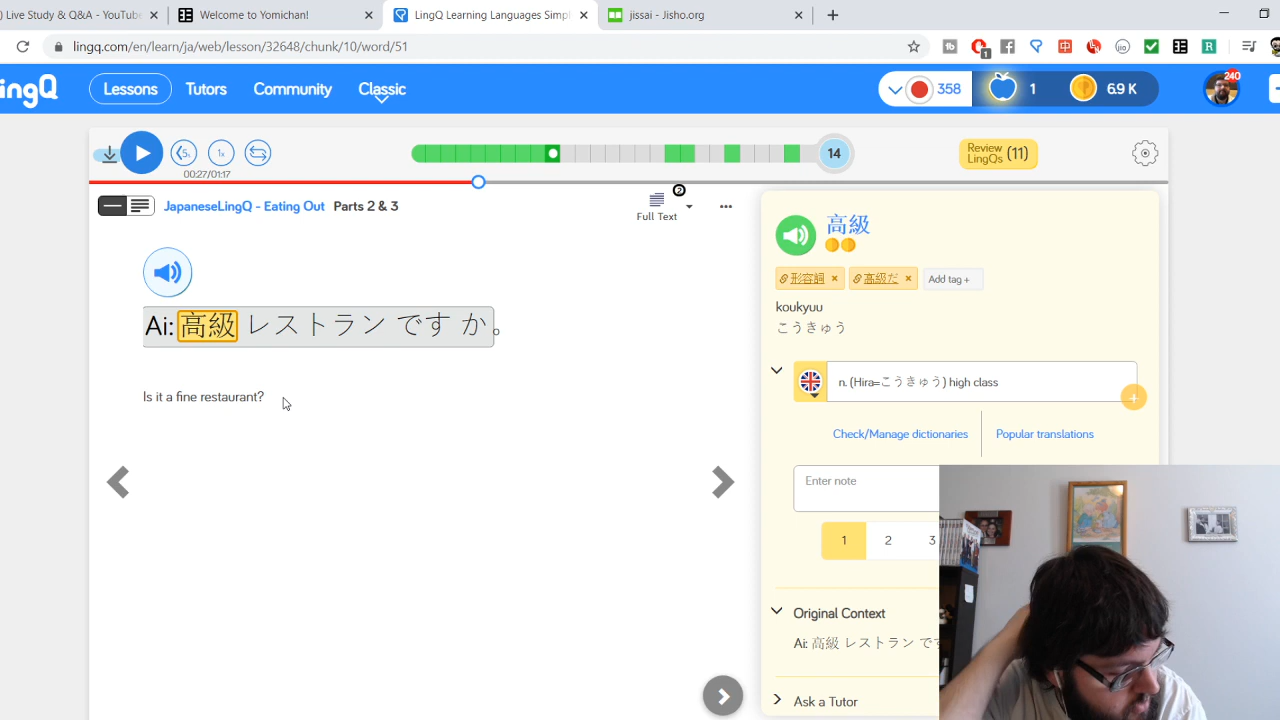 ) Live Study & Q&A - YouTube
Welcome to Yomichan!
LingQ Learning Languages Simpl
jissai - Jisho.org
lingq.com/en/learn/ja/web/lesson/32648/chunk/10/word/51
ingQ
Lessons
Tutors
Community
Classic
358
1
6.9 K
240
5s
1x
00:27/01:17
14
Review
LingQs (11)
JapaneseLingQ - Eating Out Parts 2 & 3
2
Full Text
Ai: 高級 レストラン です か。
Is it a fine restaurant?
高級
形容詞 × 高級だ × Add tag +
koukyuu
こうきゅう
n. (Hira=こうきゅう) high class
Check/Manage dictionaries
Popular translations
Enter note
1 2 3
Original Context
Ai: 高級 レストラン です
Ask a Tutor